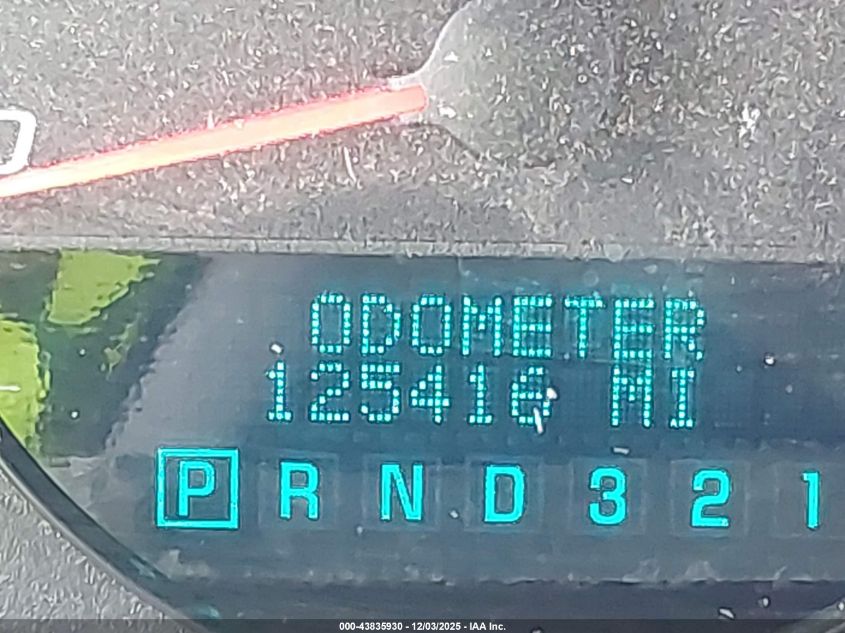 ODOMETER
125416 MI
P R N D 3 2 1
000-43835930 - 12/03/2025 - IAA Inc.